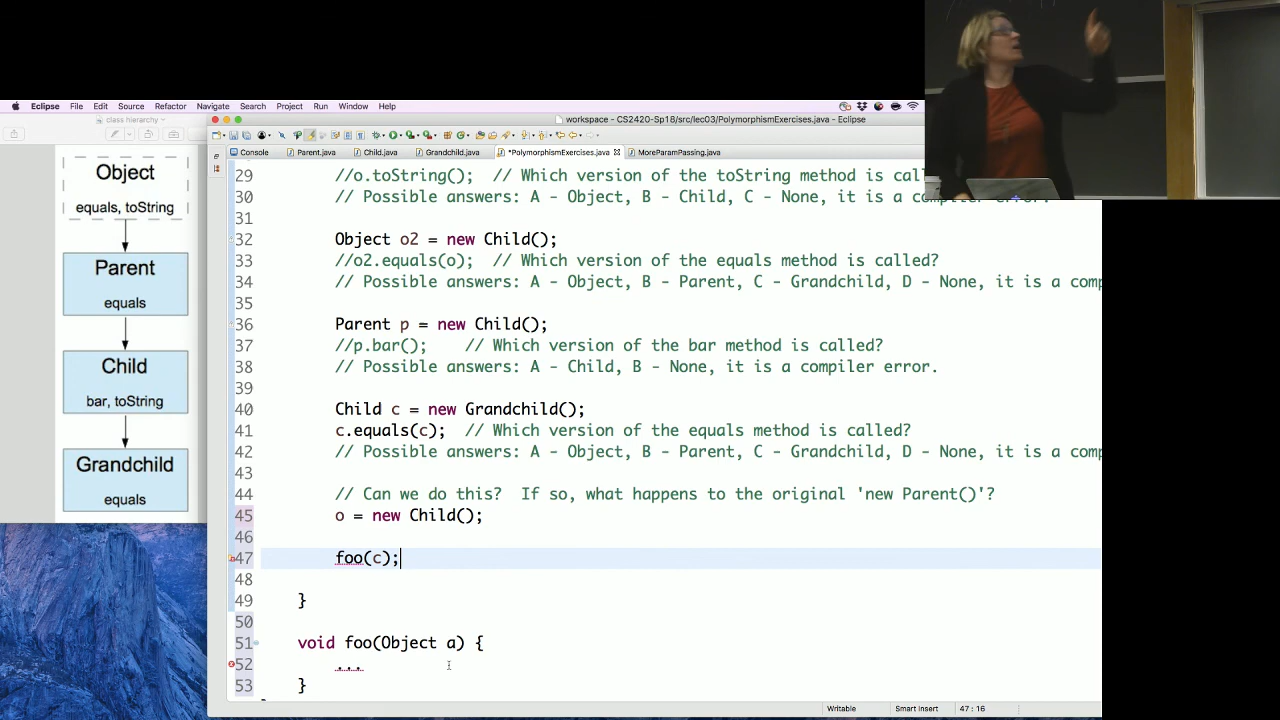 Eclipse File Edit Source Refactor Navigate Search Project Run Window Help
class hierarchy
workspace - CS2420-Sp18/src/lec03/PolymorphismExercises.java - Eclipse
Console Parent.java Child.java Grandchild.java *PolymorphismExercises.java MoreParamPassing.java
Object
equals, toString
Parent
equals
Child
bar, toString
Grandchild
equals
29 //o.toString(); // Which version of the toString method is cal
30 // Possible answers: A - Object, B - Child, C - None, it is a compiler error.
31
32 Object o2 = new Child();
33 //o2.equals(o); // Which version of the equals method is called?
34 // Possible answers: A - Object, B - Parent, C - Grandchild, D - None, it is a comp
35
36 Parent p = new Child();
37 //p.bar(); // Which version of the bar method is called?
38 // Possible answers: A - Child, B - None, it is a compiler error.
39
40 Child c = new Grandchild();
41 c.equals(c); // Which version of the equals method is called?
42 // Possible answers: A - Object, B - Parent, C - Grandchild, D - None, it is a comp
43
44 // Can we do this? If so, what happens to the original 'new Parent()'?
45 o = new Child();
46
47 foo(c);
48
49 }
50
51 void foo(Object a) {
52 ...
53 }
Writable Smart Insert 47 : 16